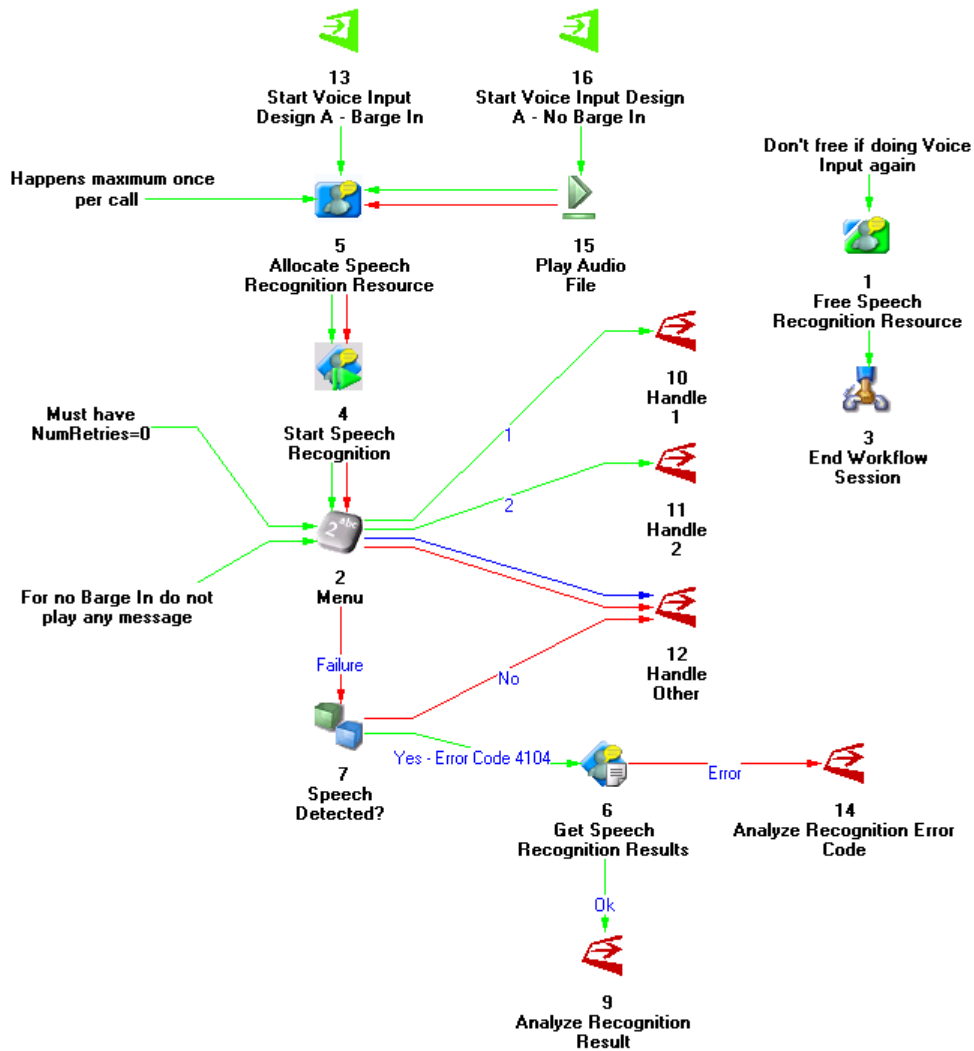 13
Start Voice Input
Design A - Barge In
16
Start Voice Input Design
A - No Barge In
Don't free if doing Voice
Input again
Happens maximum once
per call
5
Allocate Speech
Recognition Resource
15
Play Audio
File
1
Free Speech
Recognition Resource
10
Handle
1
Must have
NumRetries=0
4
Start Speech
Recognition
1
3
End Workflow
Session
2
11
Handle
2
2 abc
For no Barge In do not
play any message
2
Menu
12
Handle
Other
Failure
No
Yes - Error Code 4104
7
Speech
Detected?
Error
6
Get Speech
Recognition Results
14
Analyze Recognition Error
Code
Ok
9
Analyze Recognition
Result